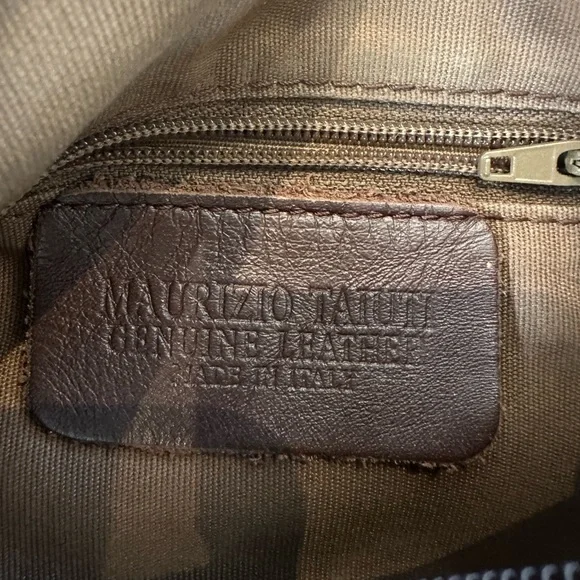 MAURIZIO TAIUTI
GENUINE LEATHER
MADE IN ITALY